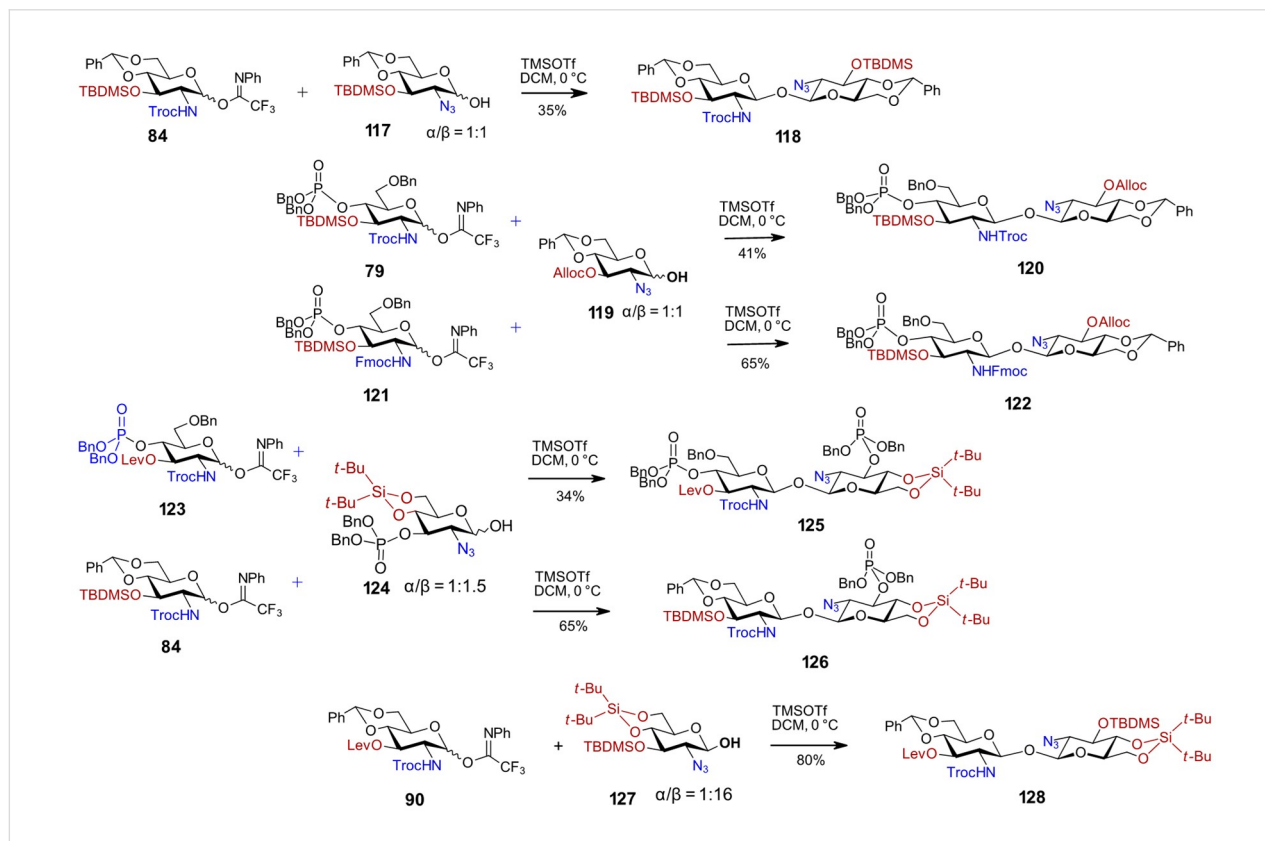 Ph O O O NPh
TBDMSO TrocHN O CF3
84
+
Ph O O O
TBDMSO N3 OH
117 α/β = 1:1
TMSOTf
DCM, 0 °C
35%
Ph O O O N3 OTBDMS
TBDMSO TrocHN O O O O Ph
118
O
BnO P O OBn
BnO O NPh
TBDMSO TrocHN O CF3
79
+
Ph O O O
AllocO N3 OH
119 α/β = 1:1
TMSOTf
DCM, 0 °C
41%
O
BnO P O BnO OAlloc
BnO O N3 O Ph
TBDMSO NHTroc O O O
120
O
BnO P O OBn
BnO O NPh
TBDMSO FmocHN O CF3
121
+
TMSOTf
DCM, 0 °C
65%
O
BnO P O BnO OAlloc
BnO O N3 O Ph
TBDMSO NHFmoc O O O
122
O
BnO P O OBn
BnO O NPh
LevO TrocHN O CF3
123
+
t-Bu
t-Bu Si O O
BnO O OH
BnO P O N3
O
124 α/β = 1:1.5
TMSOTf
DCM, 0 °C
34%
O O
BnO P O BnO BnO P OBn
BnO O N3 O O Si t-Bu
LevO TrocHN O O O t-Bu
125
Ph O O O NPh
TBDMSO TrocHN O CF3
84
+
TMSOTf
DCM, 0 °C
65%
O
BnO P OBn
Ph O O O N3 O O Si t-Bu
TBDMSO TrocHN O O O t-Bu
126
Ph O O O NPh
LevO TrocHN O CF3
90
+
t-Bu
t-Bu Si O O O
TBDMSO N3 OH
127 α/β = 1:16
TMSOTf
DCM, 0 °C
80%
Ph O O O N3 OTBDMS t-Bu
LevO TrocHN O O O O Si t-Bu
128